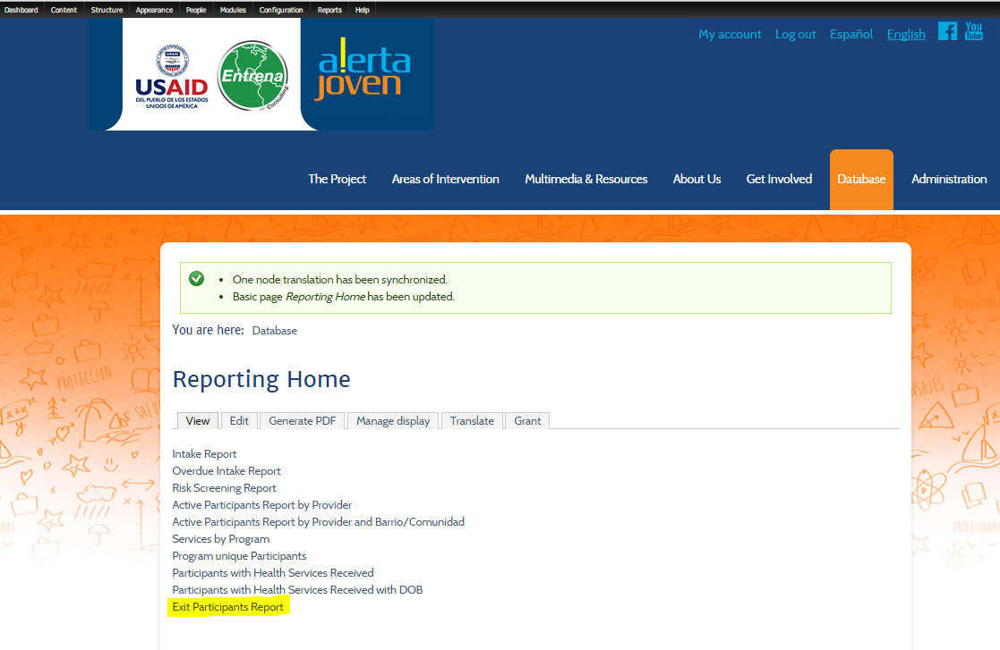 Dashboard Content Structure Appearance People Modules Configuration Reports Help
My account Log out Español English You Tube
USAID
DEL PUEBLO DE LOS ESTADOS
UNIDOS DE AMÉRICA
Entrena
Consulting
alerta
joven
The Project Areas of Intervention Multimedia & Resources About Us Get Involved Database Administration
One node translation has been synchronized.
Basic page Reporting Home has been updated.
You are here: Database
Reporting Home
View Edit Generate PDF Manage display Translate Grant
Intake Report
Overdue Intake Report
Risk Screening Report
Active Participants Report by Provider
Active Participants Report by Provider and Barrio/Comunidad
Services by Program
Program unique Participants
Participants with Health Services Received
Participants with Health Services Received with DOB
Exit Participants Report
PROTECCIÓN